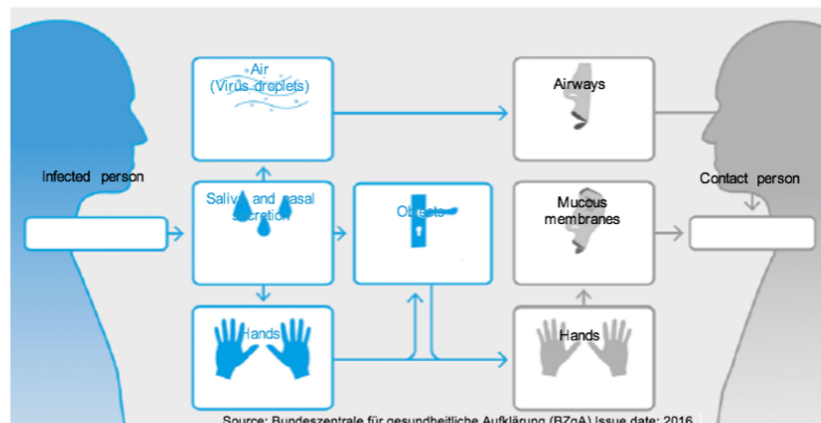 Air
(Virus droplets)
Airways
Infected person
Contact person
Saliva and nasal
secretion
Objects
Mucous
membranes
Hands
Hands
Source: Bundeszentrale für gesundheitliche Aufklärung (BZgA) Issue date: 2016